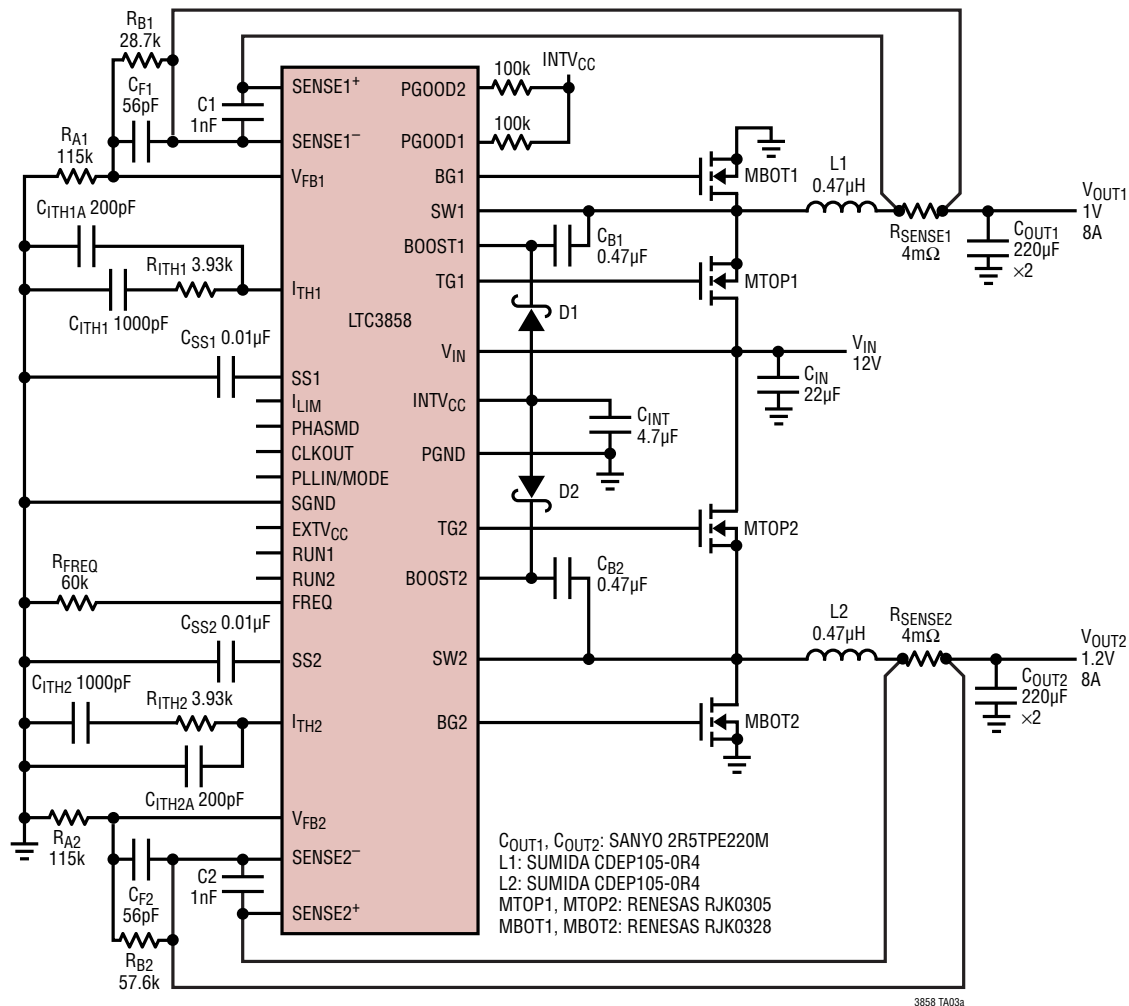 RB1
28.7k
CF1
56pF
C1
1nF
RA1
115k
CITH1A 200pF
RITH1 3.93k
CITH1 1000pF
CSS1 0.01µF
RFREQ
60k
CSS2 0.01µF
CITH2 1000pF
RITH2 3.93k
CITH2A 200pF
RA2
115k
CF2
56pF
C2
1nF
RB2
57.6k
SENSE1+
SENSE1–
VFB1
ITH1
LTC3858
SS1
ILIM
PHASMD
CLKOUT
PLLIN/MODE
SGND
EXTVCC
RUN1
RUN2
FREQ
SS2
ITH2
VFB2
SENSE2–
SENSE2+
PGOOD2
PGOOD1
BG1
SW1
BOOST1
TG1
VIN
INTVCC
PGND
TG2
BOOST2
SW2
BG2
100k
INTVCC
100k
MBOT1
L1
0.47µH
CB1
0.47µF
MTOP1
RSENSE1
4mΩ
VOUT1
1V
8A
COUT1
220µF
×2
D1
VIN
12V
CIN
22µF
CINT
4.7µF
D2
MTOP2
CB2
0.47µF
L2
0.47µH
RSENSE2
4mΩ
VOUT2
1.2V
8A
COUT2
220µF
×2
MBOT2
COUT1, COUT2: SANYO 2R5TPE220M
L1: SUMIDA CDEP105-0R4
L2: SUMIDA CDEP105-0R4
MTOP1, MTOP2: RENESAS RJK0305
MBOT1, MBOT2: RENESAS RJK0328
3858 TA03a